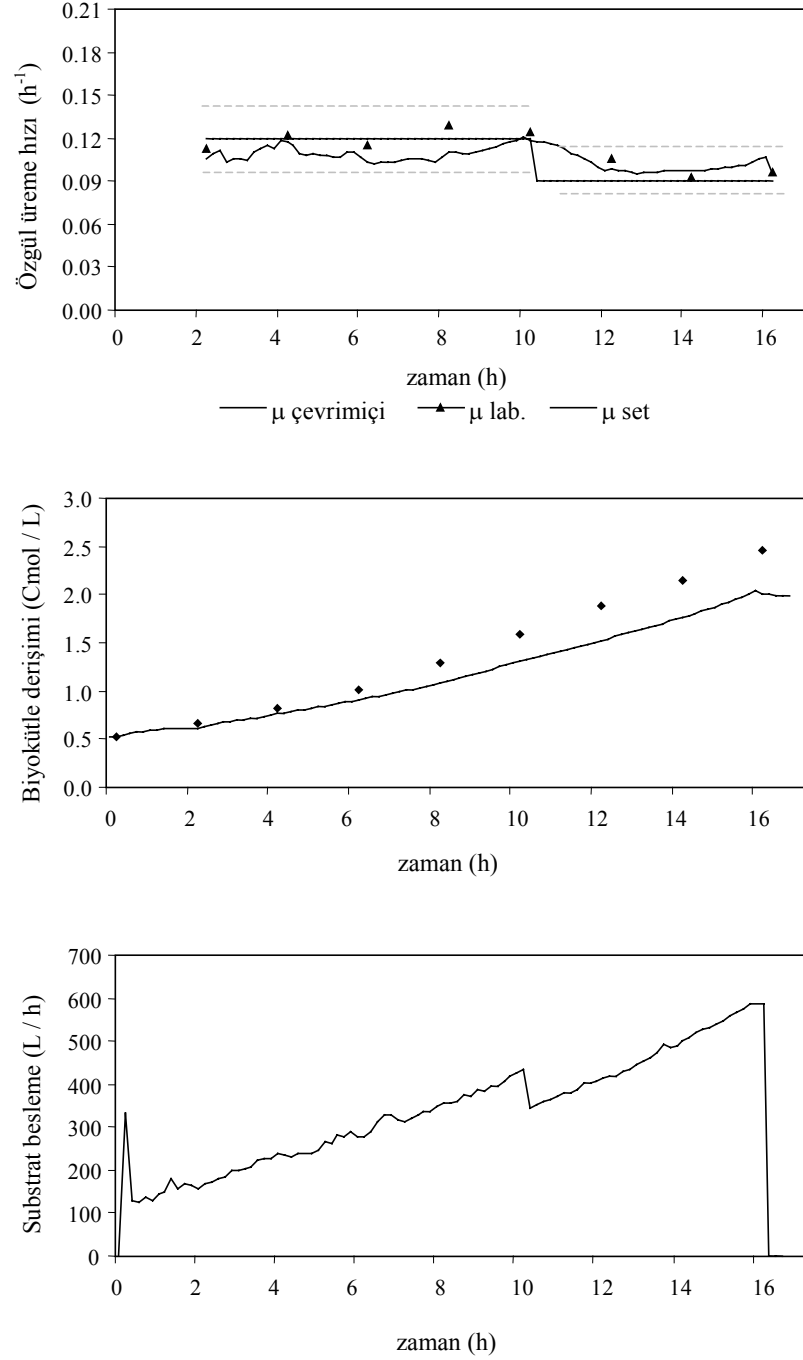 0.21
0.18
0.15
0.12
0.09
0.06
0.03
0.00
Özgül üreme hızı (h⁻¹)
0 2 4 6 8 10 12 14 16
zaman (h)
μ çevrimiçi μ lab. μ set
3.0
2.5
2.0
1.5
1.0
0.5
0.0
Biyokütle derişimi (Cmol / L)
0 2 4 6 8 10 12 14 16
zaman (h)
700
600
500
400
300
200
100
0
Substrat besleme (L / h)
0 2 4 6 8 10 12 14 16
zaman (h)